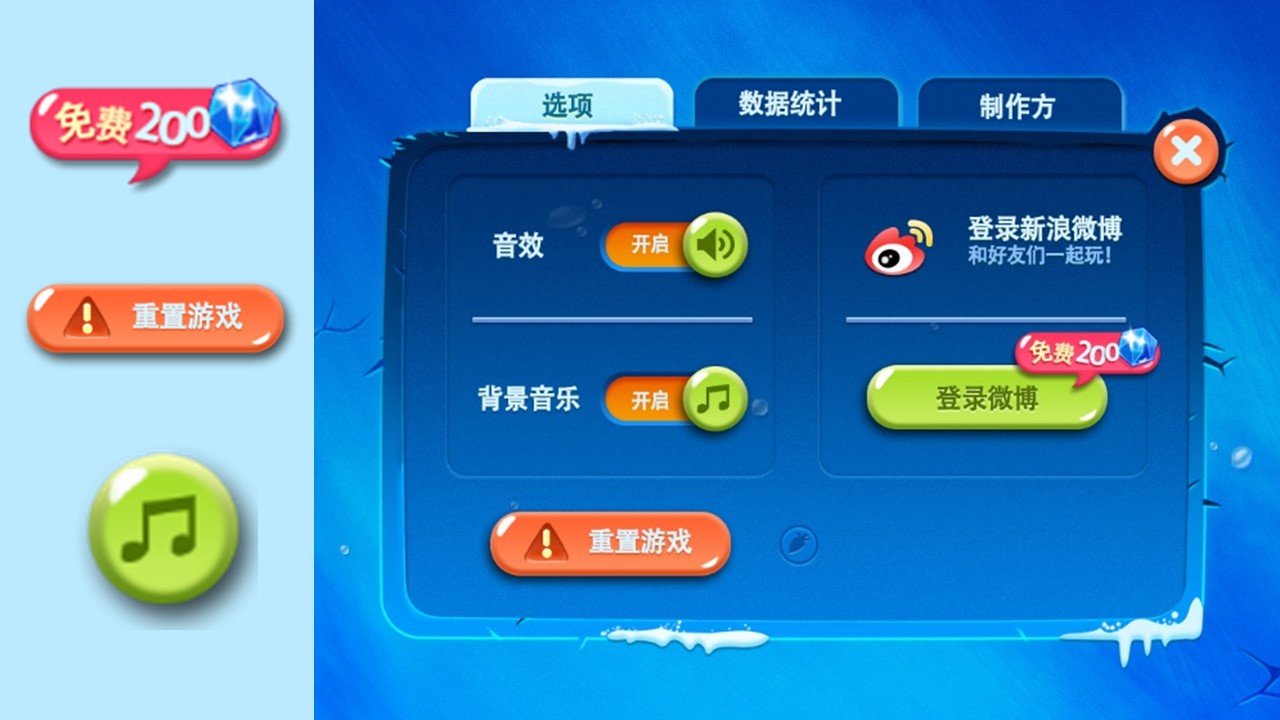 免费200
重置游戏
选项
数据统计
制作方
音效
开启
登录新浪微博
和好友们一起玩!
背景音乐
开启
免费200
登录微博
重置游戏